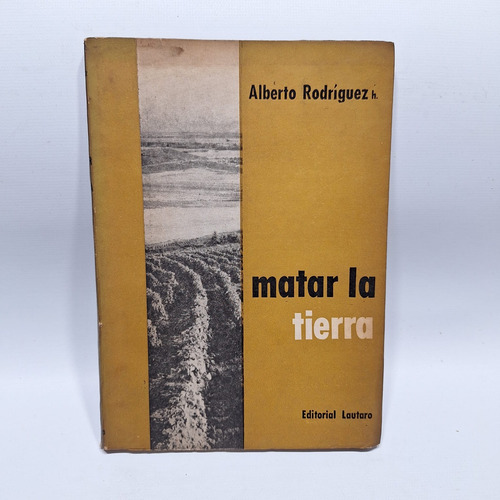 Alberto Rodríguez h.
matar la
tierra
Editorial Lautaro